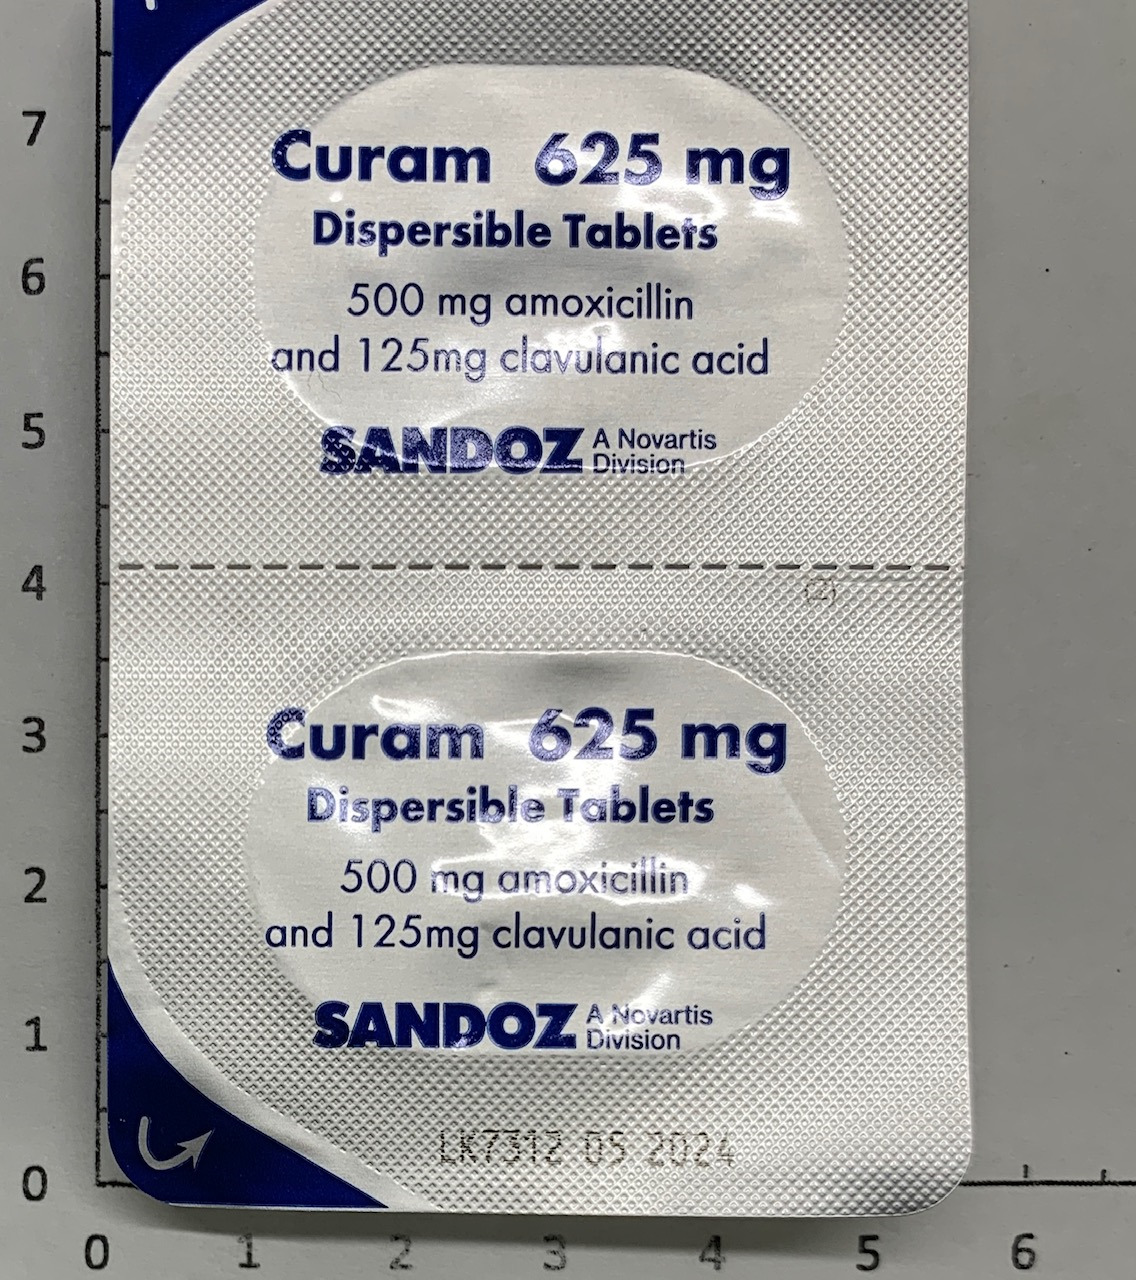 7
Curam 625 mg
Dispersible Tablets
6
500 mg amoxicillin
and 125mg clavulanic acid
5
SANDOZ A Novartis
Division
4
(2)
3
Curam 625 mg
Dispersible Tablets
2
500 mg amoxicillin
and 125mg clavulanic acid
1
SANDOZ A Novartis
Division
LK7312 05 2024
0
0 1 2 3 4 5 6